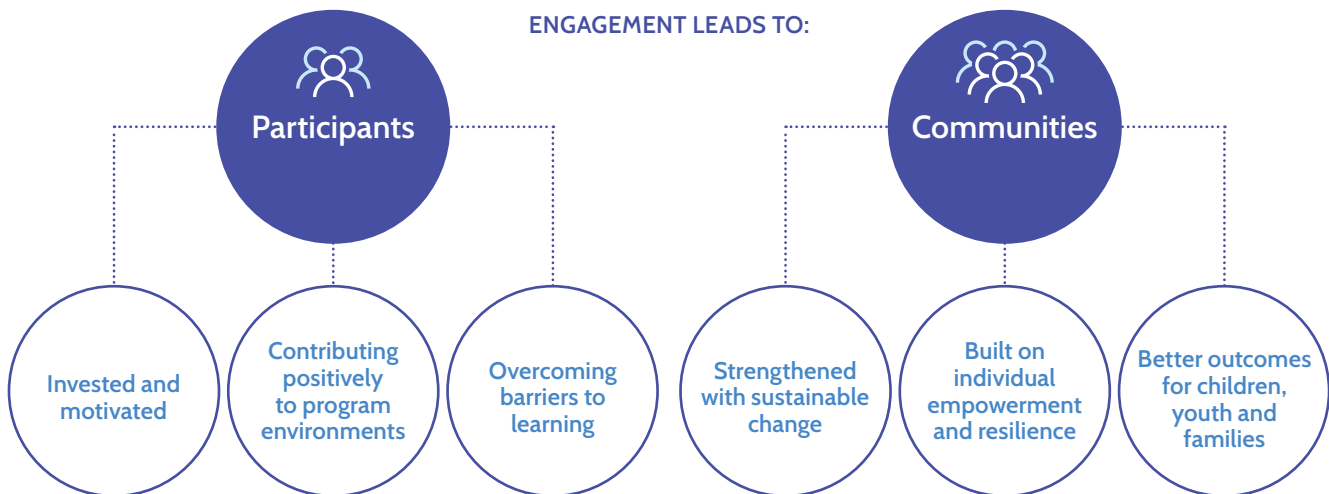 ENGAGEMENT LEADS TO:
Participants
Communities
Invested and
motivated
Contributing
positively
to program
environments
Overcoming
barriers to
learning
Strengthened
with sustainable
change
Built on
individual
empowerment
and resilience
Better outcomes
for children,
youth and
families